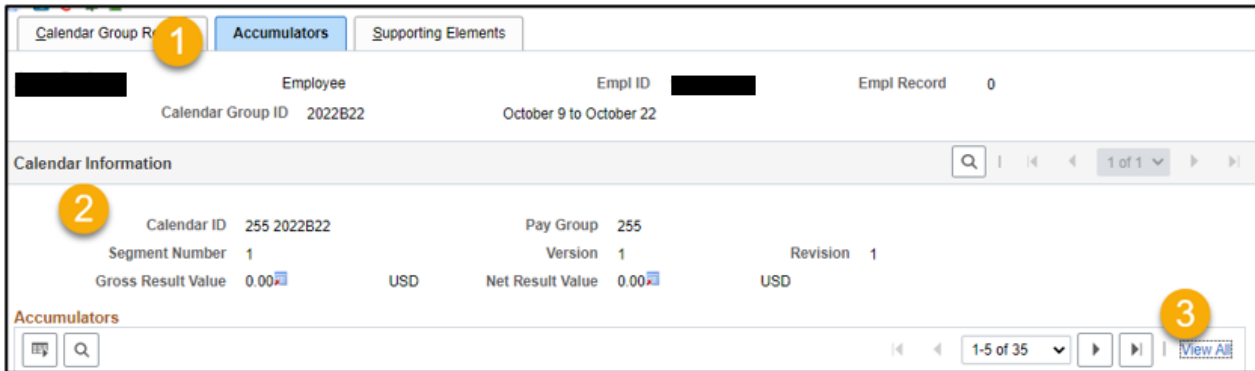 Calendar Group R 1 Accumulators Supporting Elements
Employee Empl ID Empl Record 0
Calendar Group ID 2022B22 October 9 to October 22
Calendar Information 1 of 1
2
Calendar ID 255 2022B22 Pay Group 255
Segment Number 1 Version 1 Revision 1
Gross Result Value 0.00 USD Net Result Value 0.00 USD
Accumulators 3
1-5 of 35 View All